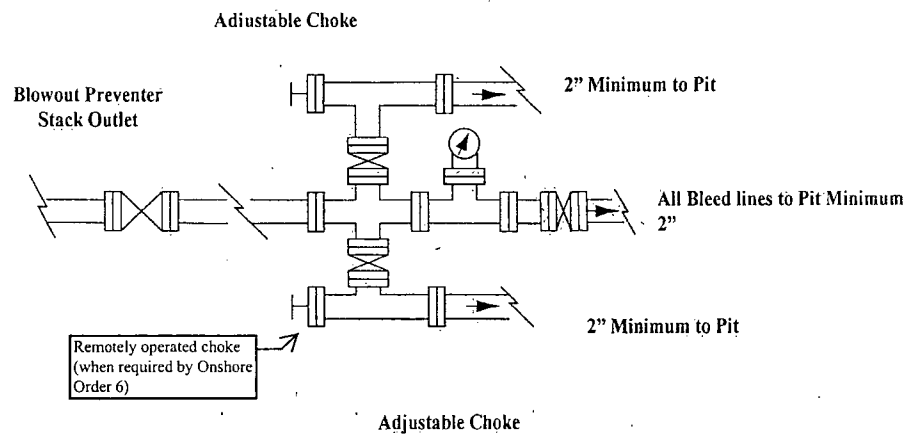 Adjustable Choke
2” Minimum to Pit
Blowout Preventer
Stack Outlet
All Bleed lines to Pit Minimum
2”
2” Minimum to Pit
Remotely operated choke
(when required by Onshore
Order 6)
Adjustable Choke